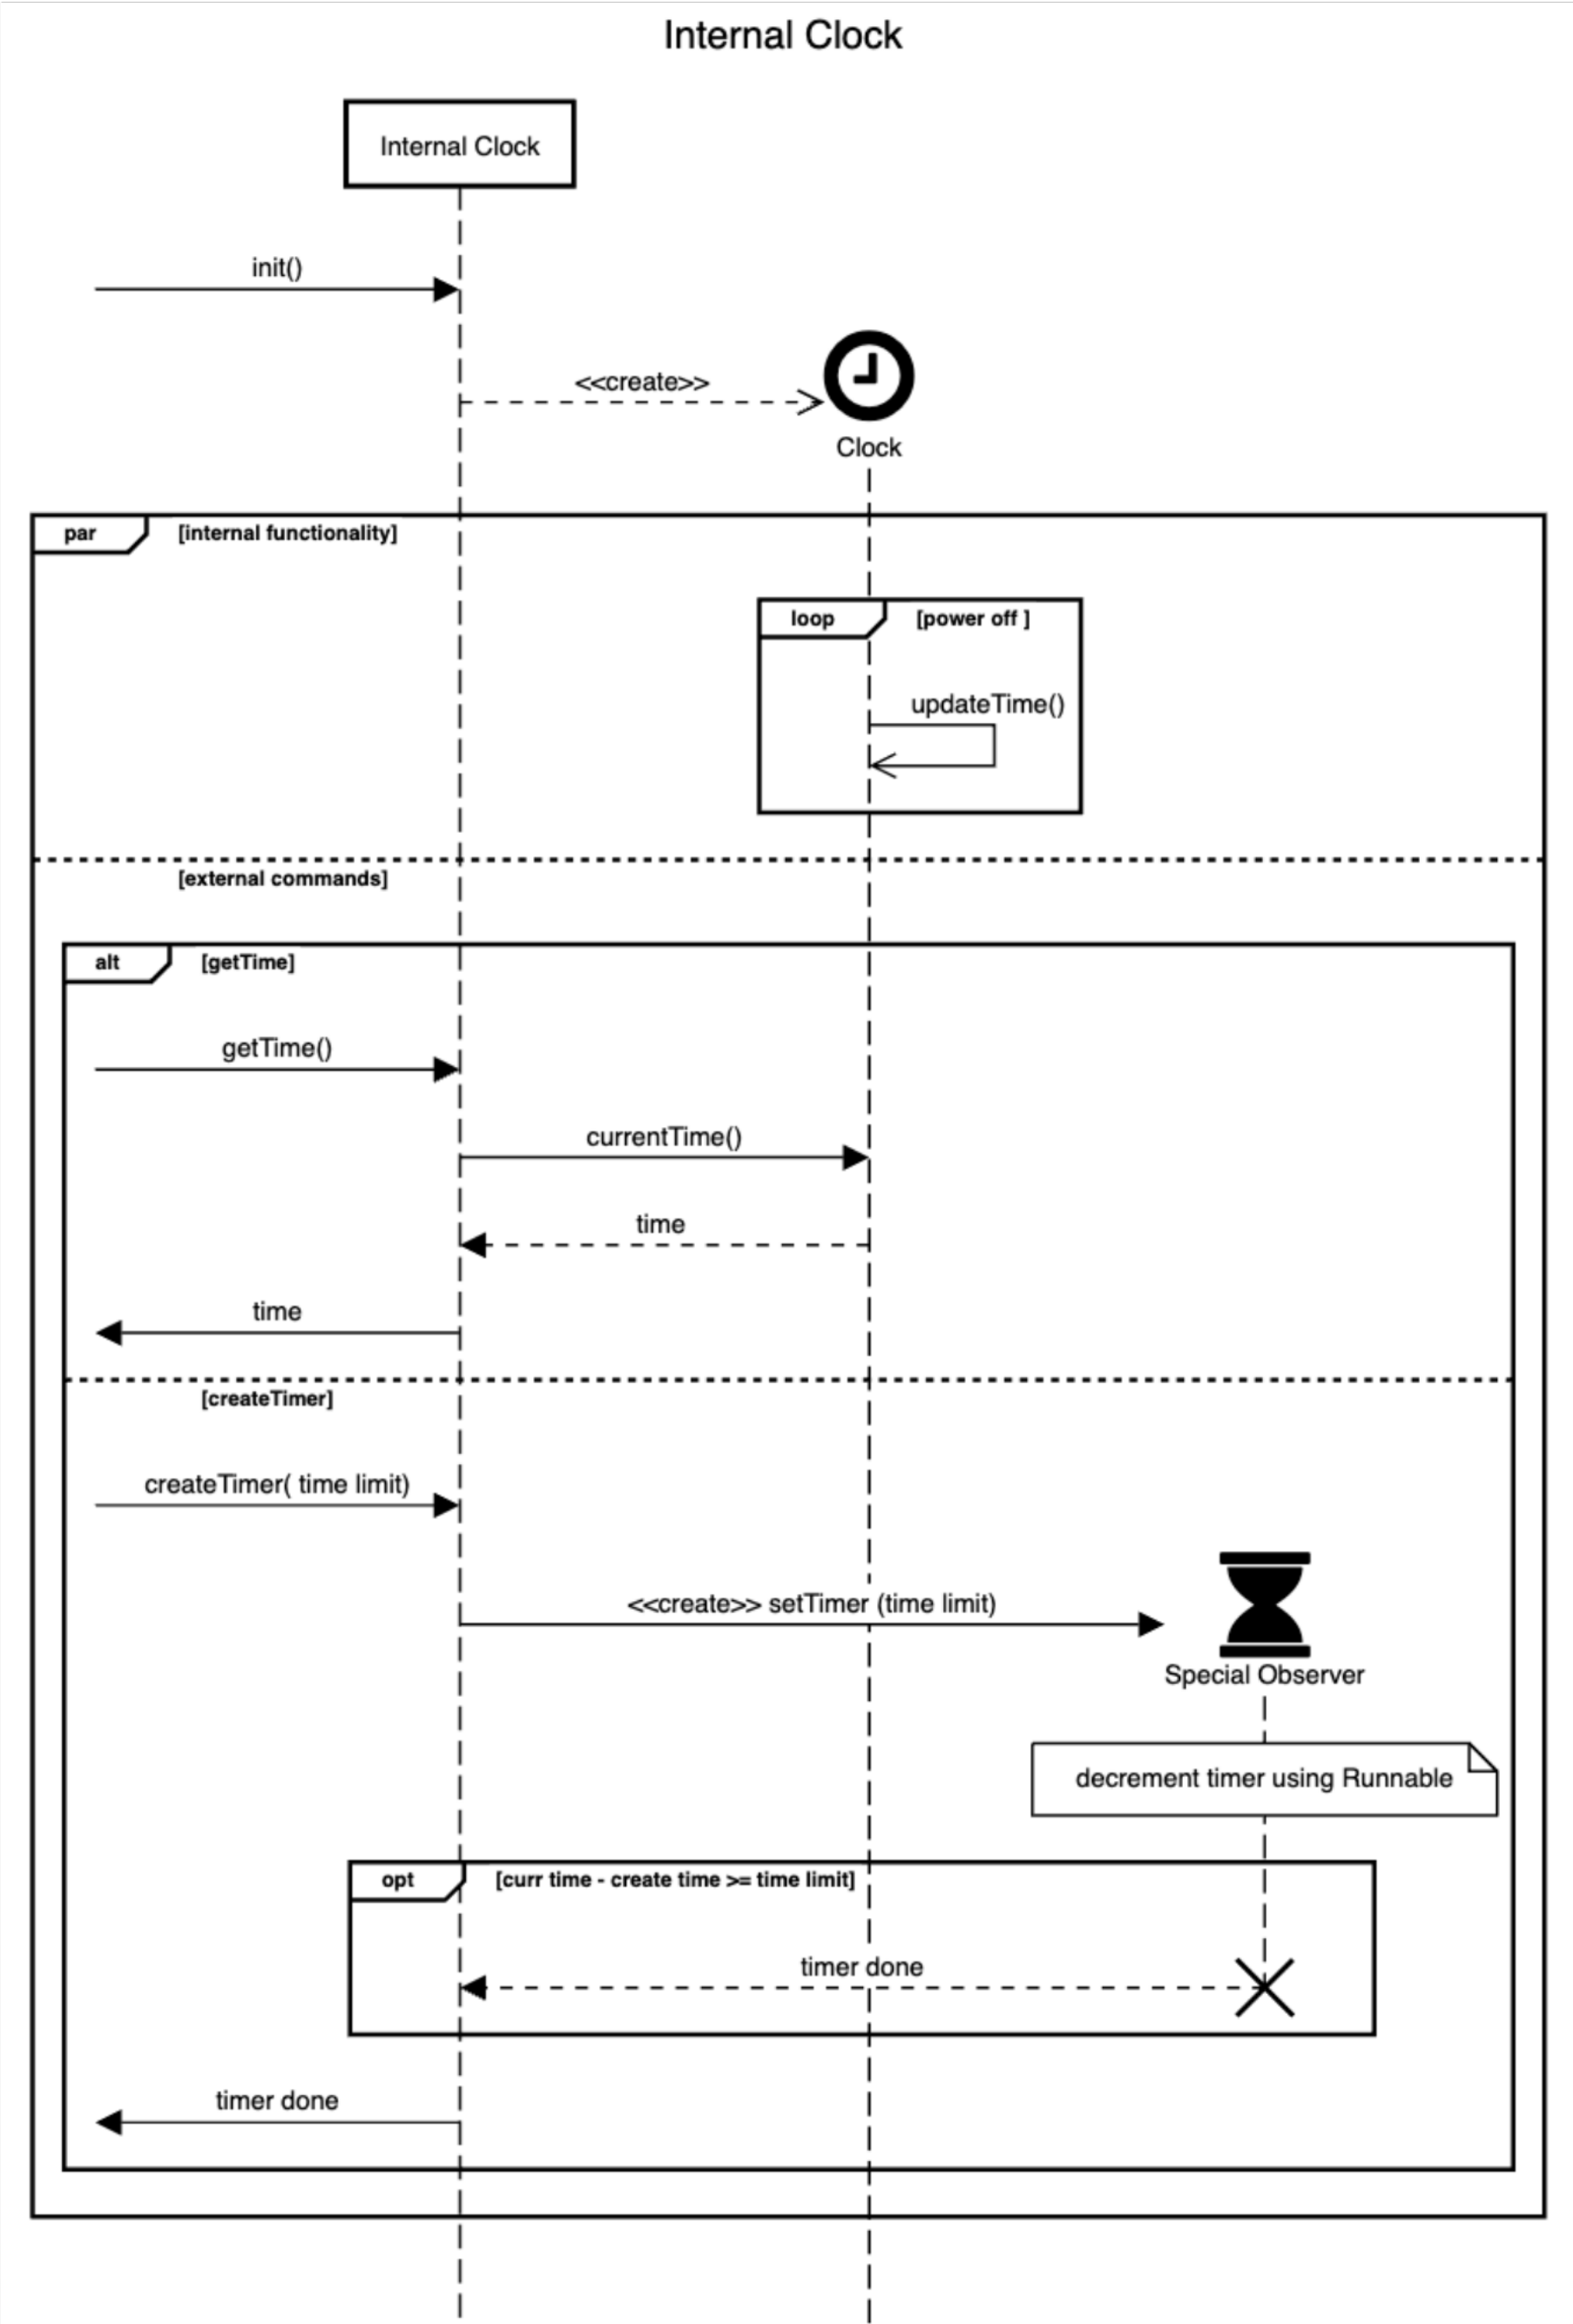 Internal Clock
Internal Clock
init()
<<create>>
Clock
par [internal functionality]
loop [power off ]
updateTime()
[external commands]
alt [getTime]
getTime()
currentTime()
time
time
[createTimer]
createTimer( time limit)
<<create>> setTimer (time limit)
Special Observer
decrement timer using Runnable
opt [curr time - create time >= time limit]
timer done
timer done